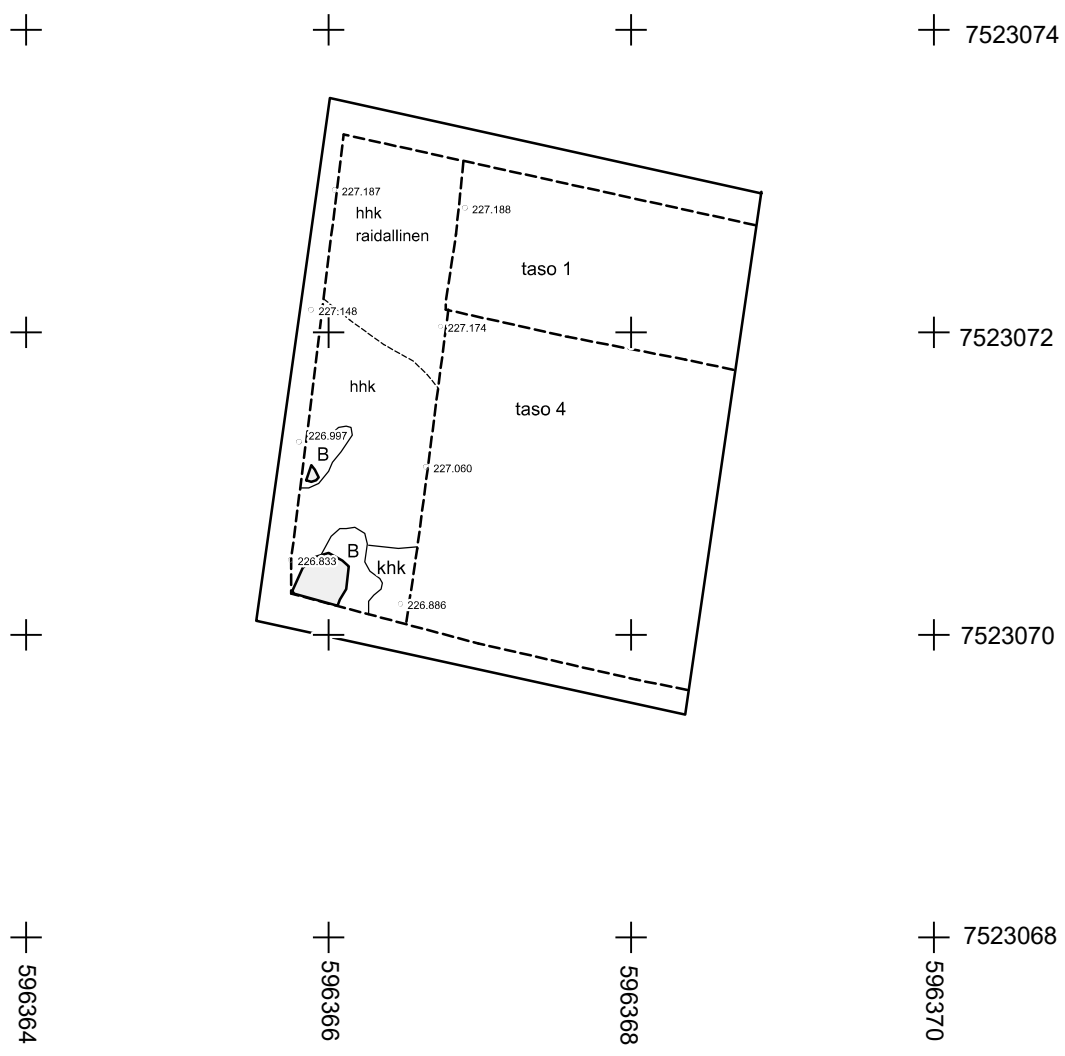 7523074
227.187
227.188
hhk
raidallinen
taso 1
227.148
227.174
7523072
hhk
taso 4
226.997
B
227.060
B
226.833
khk
226.886
7523070
7523068
596364
596366
596368
596370